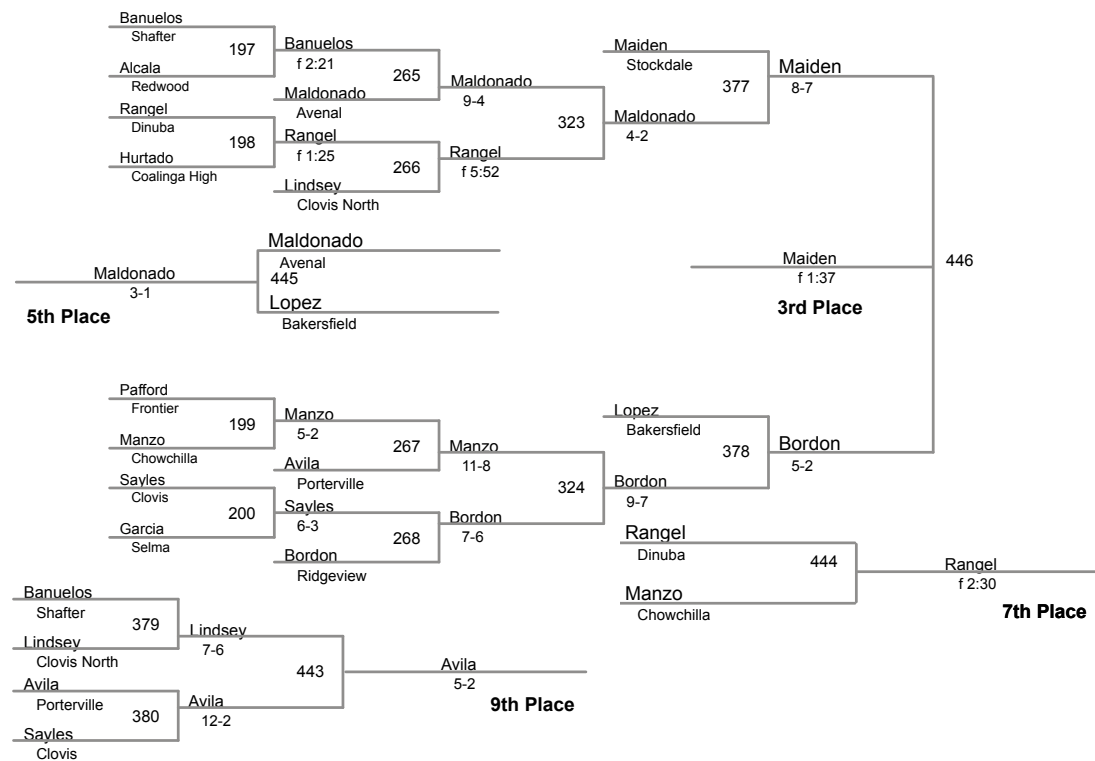 Banuelos
Shafter
197
Alcala
Redwood
Banuelos
f 2:21
265
Maldonado
Avenal
Rangel
Dinuba
198
Hurtado
Coalinga High
Rangel
f 1:25
266
Lindsey
Clovis North
Maldonado
9-4
323
Rangel
f 5:52
Maiden
Stockdale
377
Maldonado
4-2
Maiden
8-7
446
Maldonado
Avenal
445
Lopez
Bakersfield
Maldonado
3-1
5th Place
Maiden
f 1:37
3rd Place
Pafford
Frontier
199
Manzo
Chowchilla
Manzo
5-2
267
Avila
Porterville
Sayles
Clovis
200
Garcia
Selma
Sayles
6-3
268
Bordon
Ridgeview
Manzo
11-8
324
Bordon
7-6
Lopez
Bakersfield
378
Bordon
9-7
Bordon
5-2
Rangel
Dinuba
444
Manzo
Chowchilla
Rangel
f 2:30
7th Place
Banuelos
Shafter
379
Lindsey
Clovis North
Lindsey
7-6
443
Avila
Porterville
380
Sayles
Clovis
Avila
12-2
Avila
5-2
9th Place